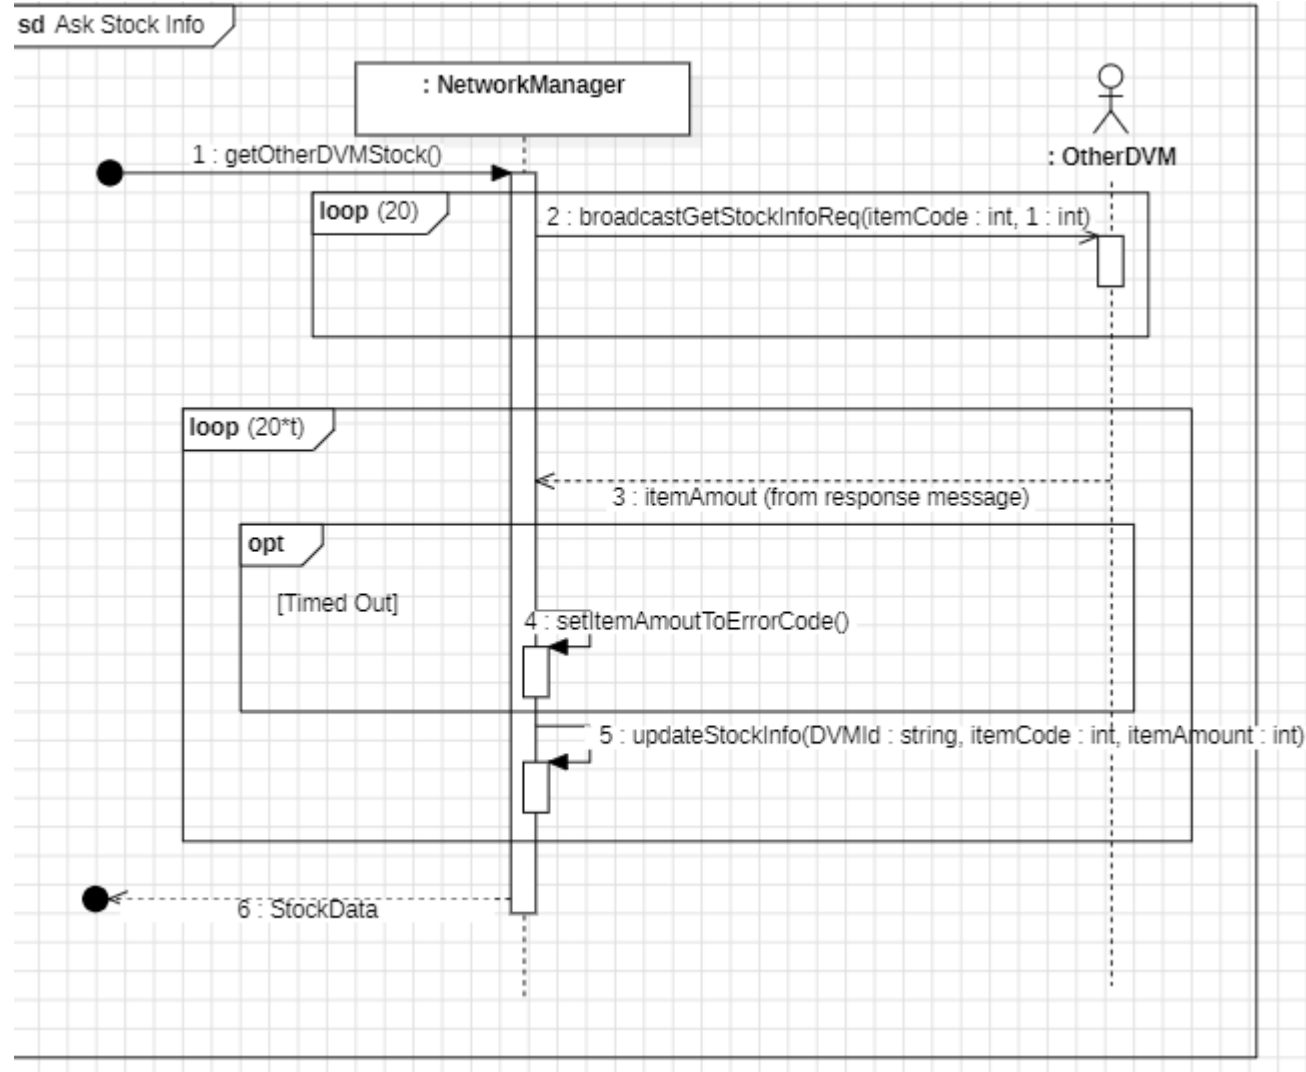 sd Ask Stock Info
: NetworkManager
: OtherDVM
1 : getOtherDVMStock()
loop (20)
2 : broadcastGetStockInfoReq(itemCode : int, 1 : int)
loop (20*t)
3 : itemAmout (from response message)
opt
[Timed Out]
4 : setItemAmoutToErrorCode()
5 : updateStockInfo(DVMId : string, itemCode : int, itemAmount : int)
6 : StockData